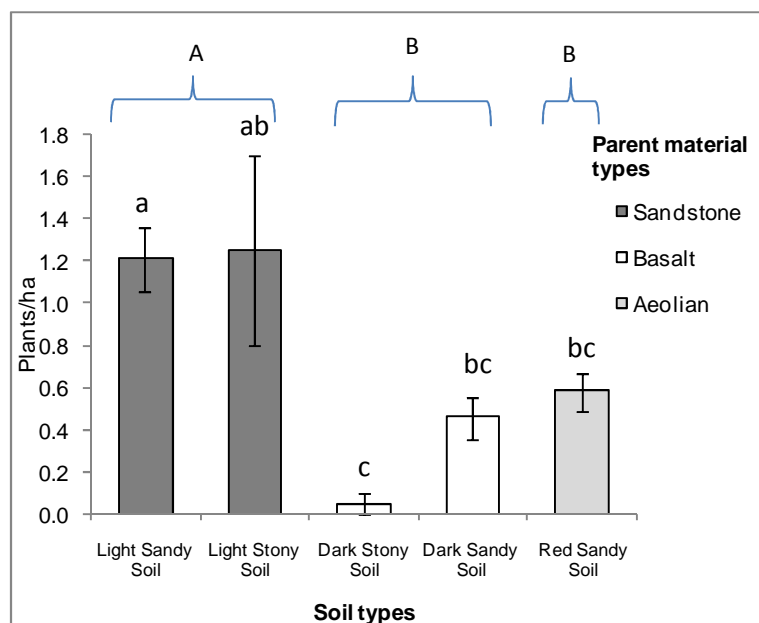 A
B
B
1.8
1.6
1.4
1.2
1.0
0.8
0.6
0.4
0.2
0.0
Plants/ha
a
ab
c
bc
bc
Parent material
types
Sandstone
Basalt
Aeolian
Light Sandy
Soil
Light Stony
Soil
Dark Stony
Soil
Dark Sandy
Soil
Red Sandy
Soil
Soil types